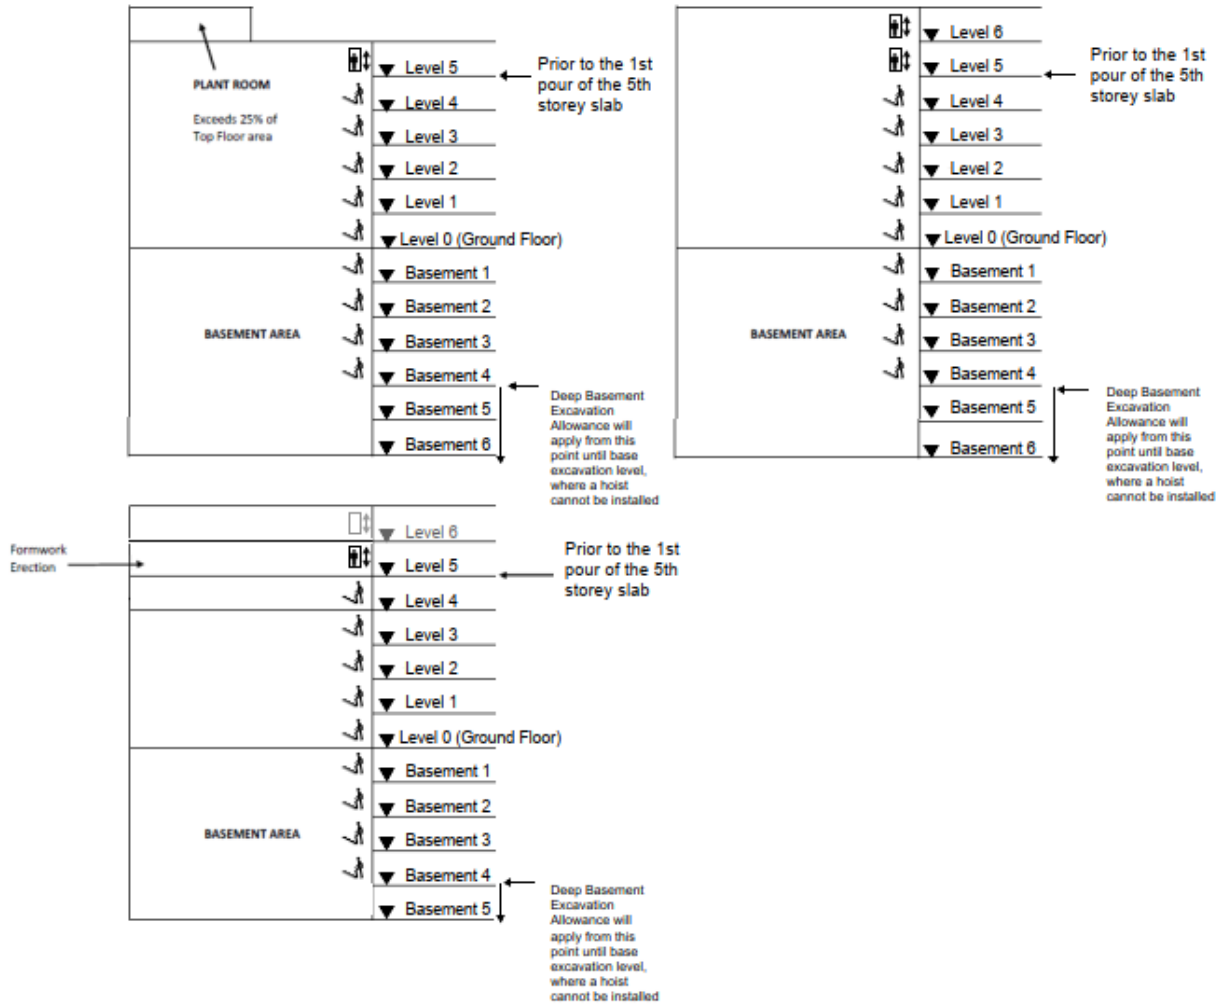 PLANT ROOM
Exceeds 25% of
Top Floor area
Level 5
Level 4
Level 3
Level 2
Level 1
Level 0 (Ground Floor)
Basement 1
Basement 2
Basement 3
Basement 4
Basement 5
Basement 6
BASEMENT AREA
Prior to the 1st
pour of the 5th
storey slab
Deep Basement
Excavation
Allowance will
apply from this
point until base
excavation level,
where a hoist
cannot be installed
Level 6
Level 5
Level 4
Level 3
Level 2
Level 1
Level 0 (Ground Floor)
Basement 1
Basement 2
Basement 3
Basement 4
Basement 5
Basement 6
BASEMENT AREA
Prior to the 1st
pour of the 5th
storey slab
Deep Basement
Excavation
Allowance will
apply from this
point until base
excavation level,
where a hoist
cannot be installed
Formwork
Erection
Level 6
Level 5
Level 4
Level 3
Level 2
Level 1
Level 0 (Ground Floor)
Basement 1
Basement 2
Basement 3
Basement 4
Basement 5
BASEMENT AREA
Prior to the 1st
pour of the 5th
storey slab
Deep Basement
Excavation
Allowance will
apply from this
point until base
excavation level,
where a hoist
cannot be installed